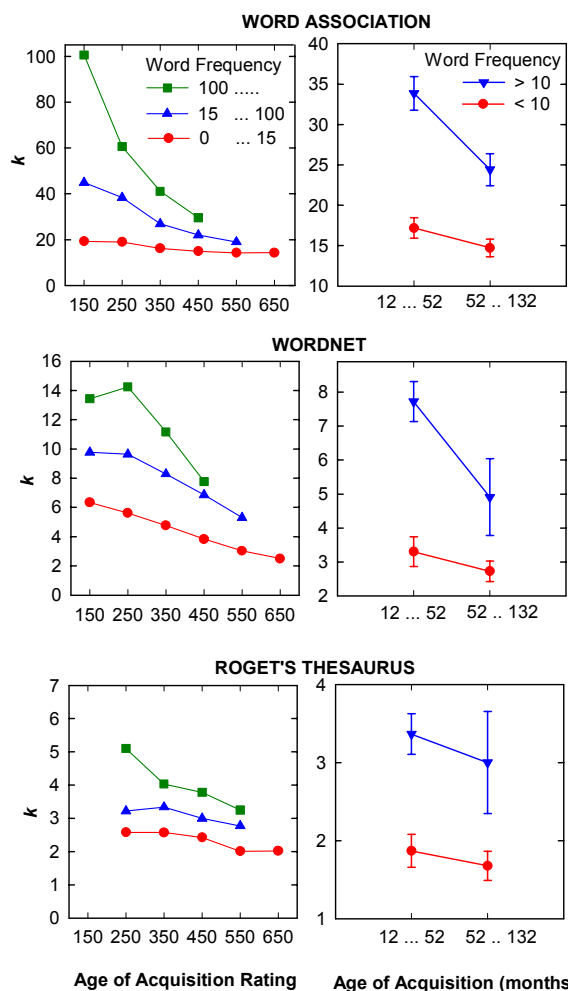 WORD ASSOCIATION
100
80
60
40
20
0
k
Word Frequency
100 .....
15 ... 100
0 ... 15
150 250 350 450 550 650
40
35
30
25
20
15
10
Word Frequency
> 10
< 10
12 ... 52
52 .. 132
WORDNET
16
14
12
10
8
6
4
2
0
k
150 250 350 450 550 650
8
7
6
5
4
3
2
12 ... 52
52 .. 132
ROGET'S THESAURUS
7
6
5
4
3
2
1
0
k
150 250 350 450 550 650
Age of Acquisition Rating
4
3
2
1
12 ... 52
52 .. 132
Age of Acquisition (months